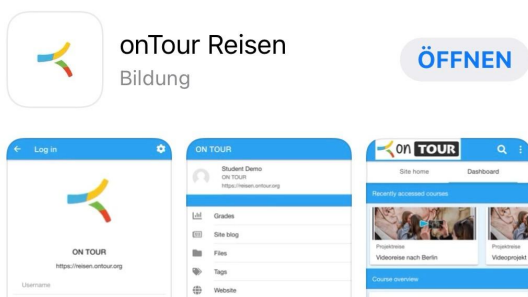 onTour Reisen
Bildung
ÖFFNEN
Log in
ON TOUR
https://reisen.ontour.org
Username
ON TOUR
Student Demo
ON TOUR
https://reisen.ontour.org
Grades
Site blog
Files
Tags
Website
on TOUR
Site home
Dashboard
Recently accessed courses
Projektreise
Videoreise nach Berlin
Projektreise
Videoprojekt
Course overview